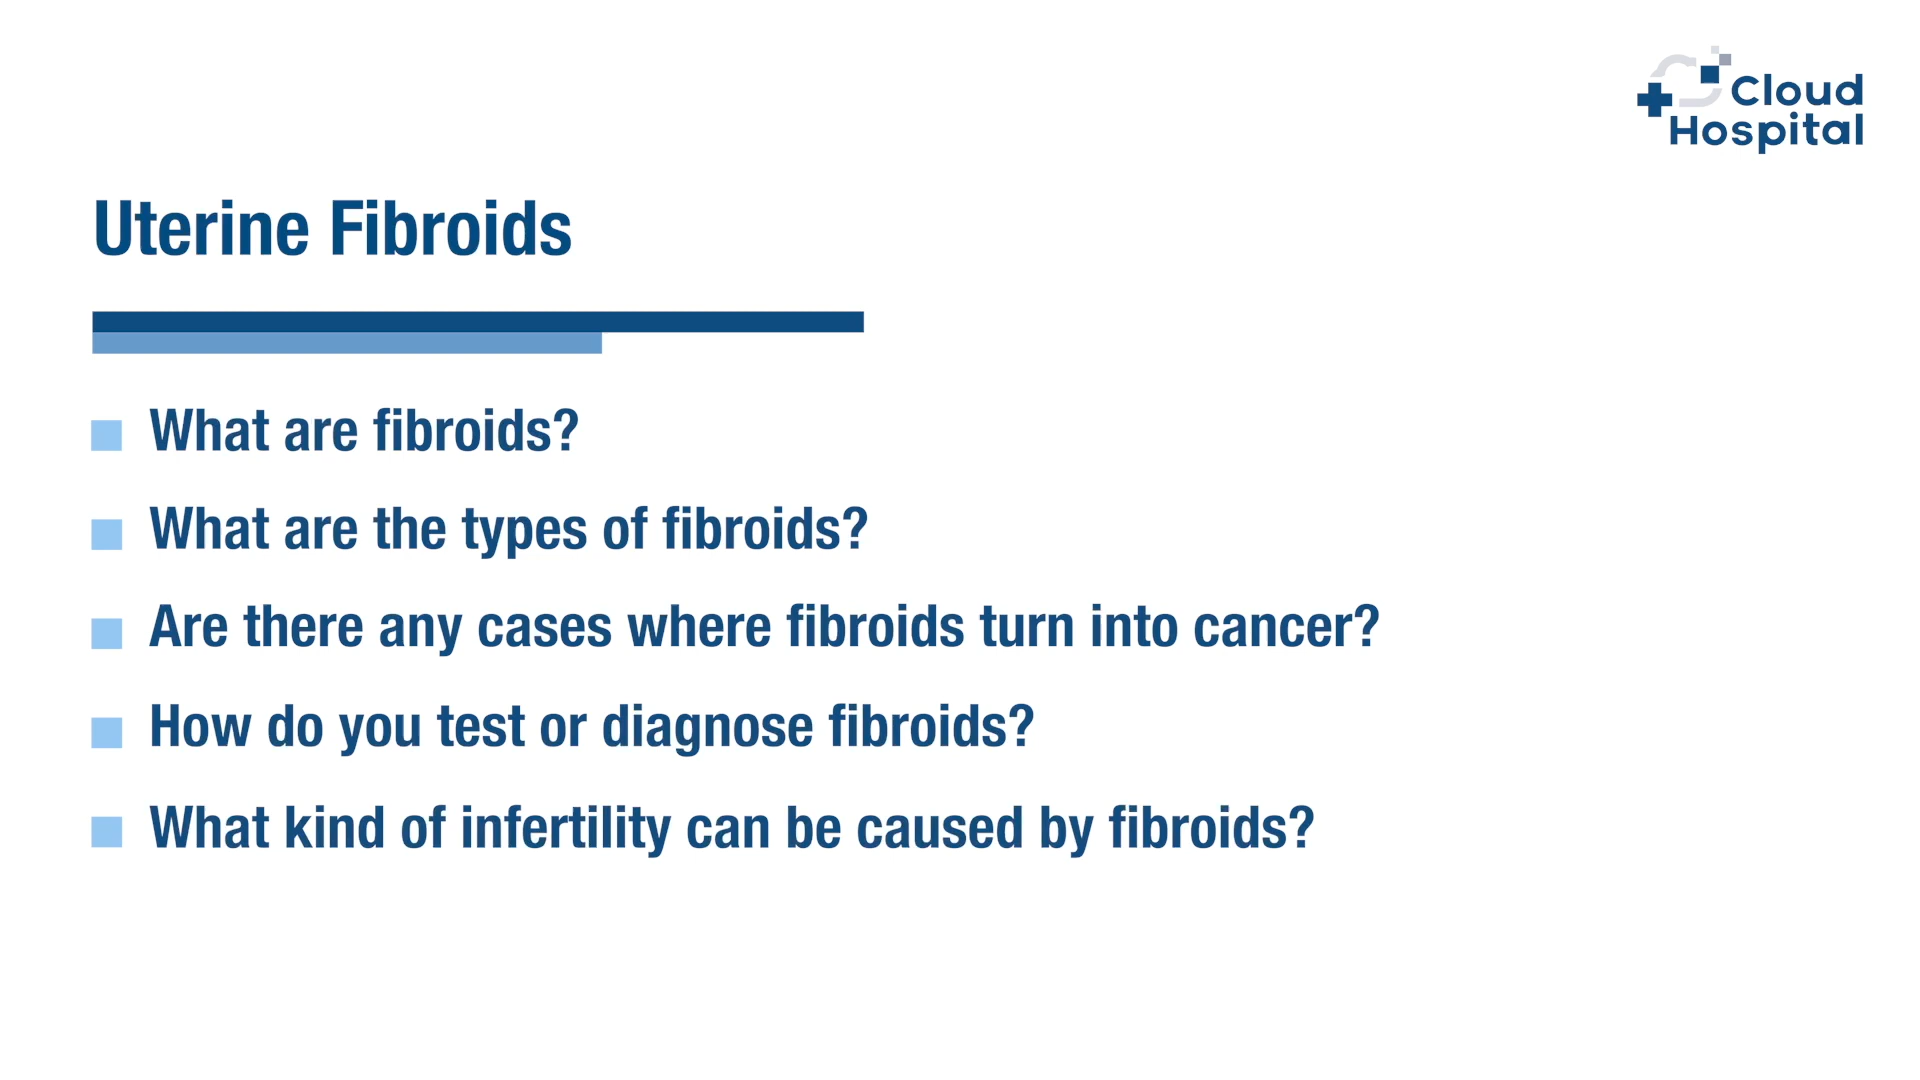 Cloud
Hospital
Uterine Fibroids
What are fibroids?
What are the types of fibroids?
Are there any cases where fibroids turn into cancer?
How do you test or diagnose fibroids?
What kind of infertility can be caused by fibroids?